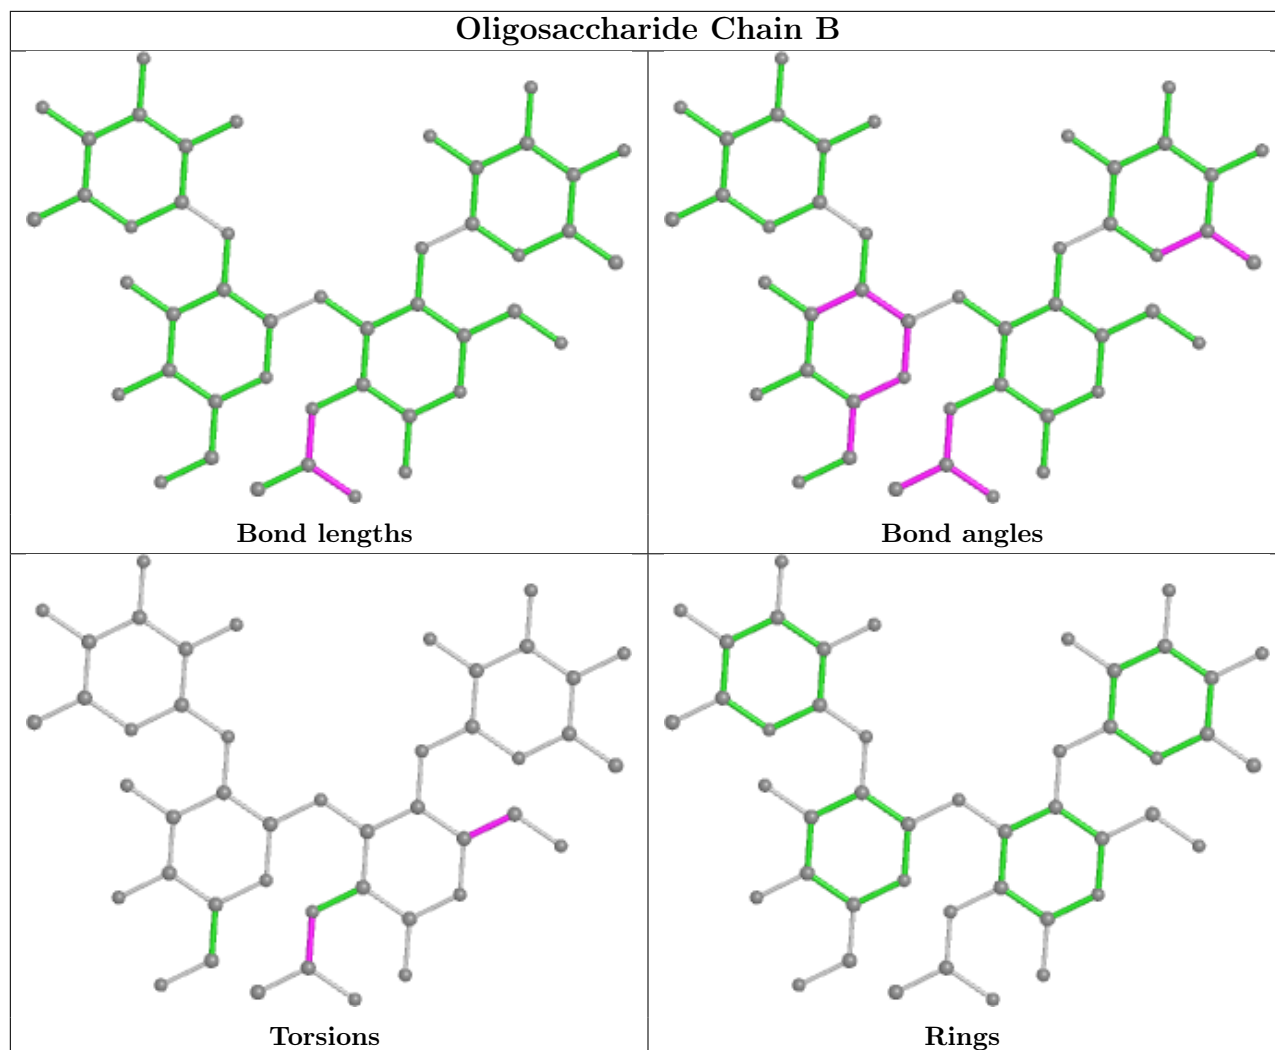 Oligosaccharide Chain B
Bond lengths
Bond angles
Torsions
Rings